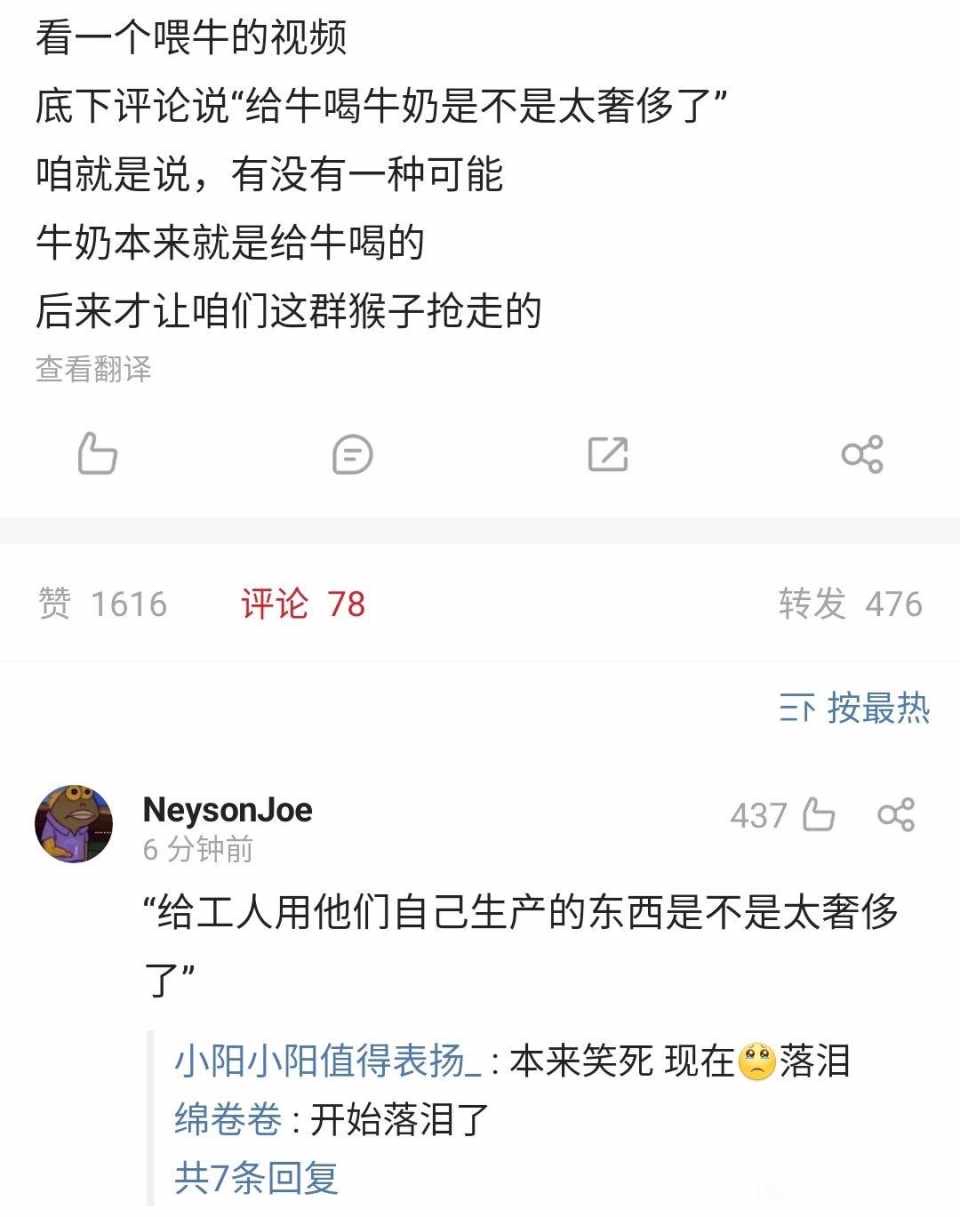 看一个喂牛的视频
底下评论说“给牛喝牛奶是不是太奢侈了”
咱就是说，有没有一种可能
牛奶本来就是给牛喝的
后来才让咱们这群猴子抢走的
查看翻译
赞 1616 评论 78 转发 476
按最热
NeysonJoe 437
6 分钟前
“给工人用他们自己生产的东西是不是太奢侈
了”
小阳小阳值得表扬_ : 本来笑死 现在🥺落泪
绵卷卷 : 开始落泪了
共7条回复